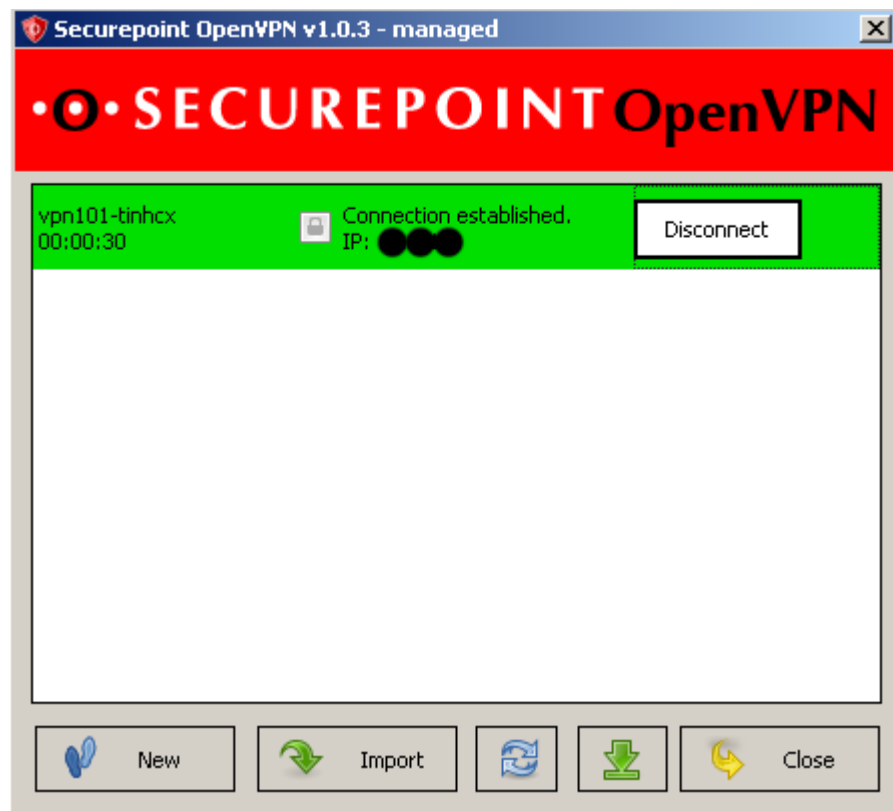 Securepoint OpenVPN v1.0.3 - managed
SECUREPOINT OpenVPN
vpn101-tinhcx
00:00:30
Connection established.
IP:
Disconnect
New
Import
Close